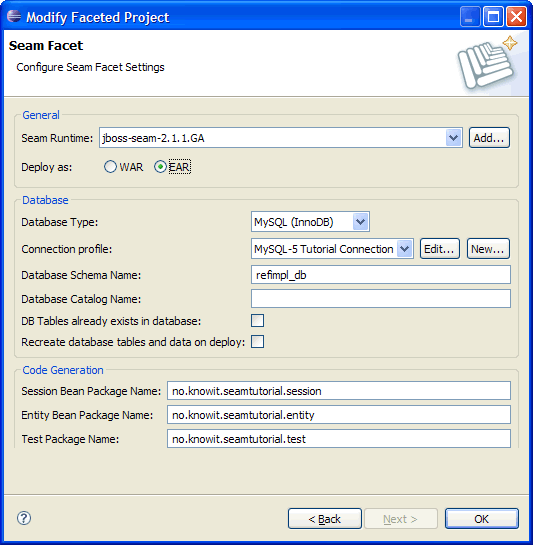 Modify Faceted Project
Seam Facet
Configure Seam Facet Settings
General
Seam Runtime: jboss-seam-2.1.1.GA Add...
Deploy as: WAR EAR
Database
Database Type: MySQL (InnoDB)
Connection profile: MySQL-5 Tutorial Connection Edit... New...
Database Schema Name: refimpl_db
Database Catalog Name:
DB Tables already exists in database:
Recreate database tables and data on deploy:
Code Generation
Session Bean Package Name: no.knowit.seamtutorial.session
Entity Bean Package Name: no.knowit.seamtutorial.entity
Test Package Name: no.knowit.seamtutorial.test
? < Back Next > OK